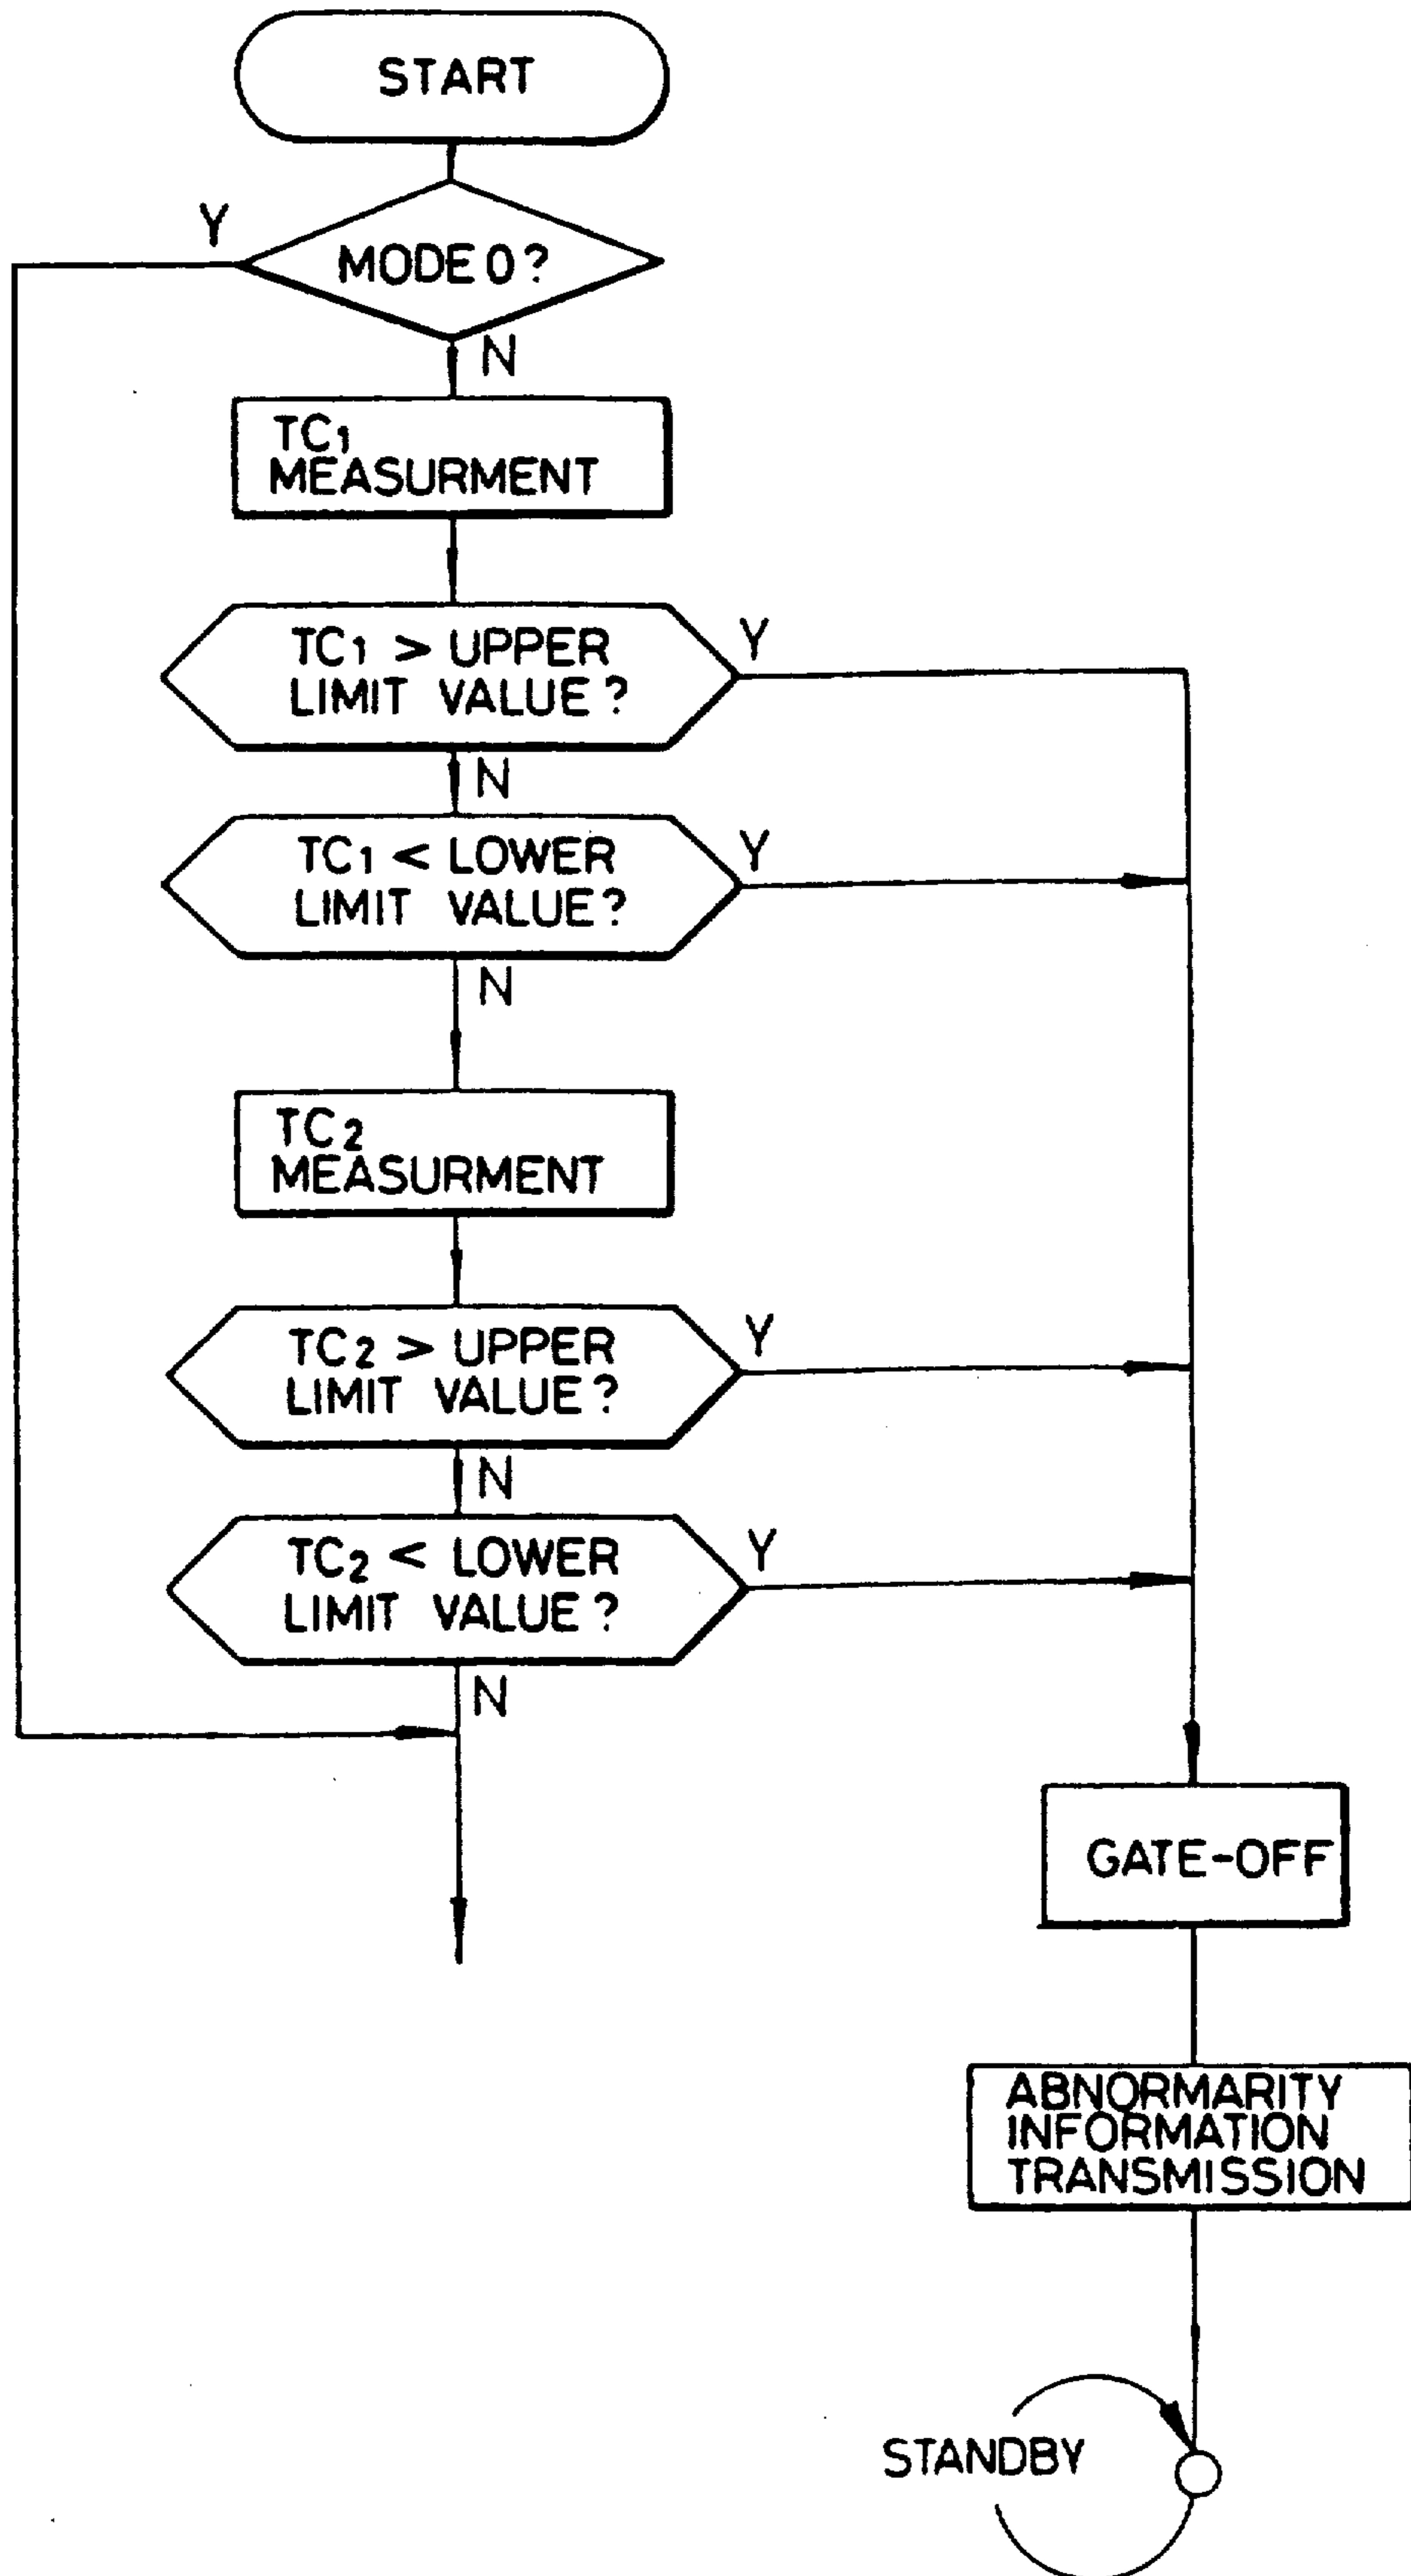 START
Y
MODE 0?
N
TC1
MEASURMENT
TC1 > UPPER
LIMIT VALUE?
Y
N
TC1 < LOWER
LIMIT VALUE?
Y
N
TC2
MEASURMENT
TC2 > UPPER
LIMIT VALUE?
Y
N
TC2 < LOWER
LIMIT VALUE?
Y
N
GATE-OFF
ABNORMARITY
INFORMATION
TRANSMISSION
STANDBY